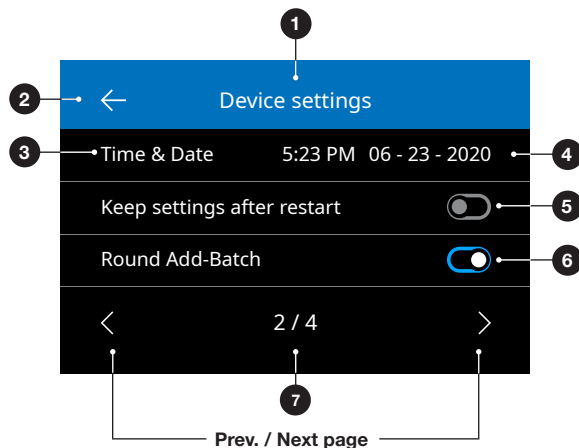 1
2
Device settings
3
Time & Date 5:23 PM 06 - 23 - 2020
4
Keep settings after restart
5
Round Add-Batch
6
2 / 4
7
Prev. / Next page